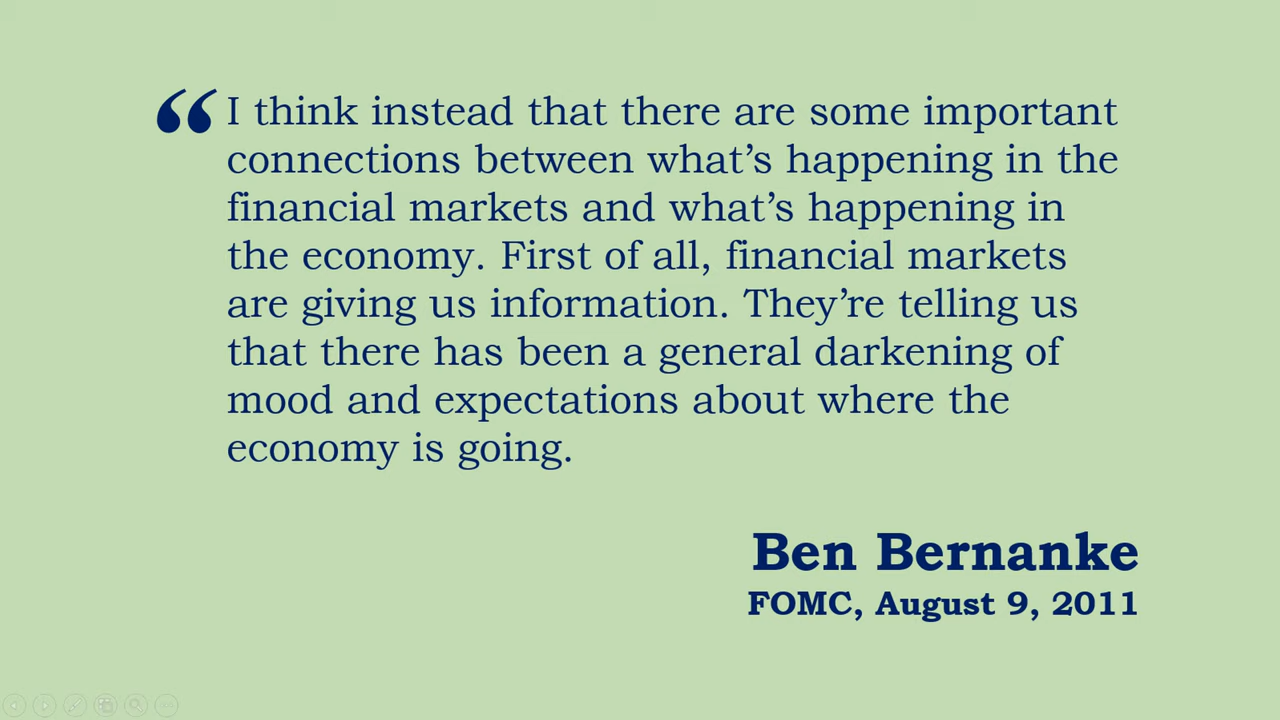 “I think instead that there are some important
connections between what’s happening in the
financial markets and what’s happening in
the economy. First of all, financial markets
are giving us information. They’re telling us
that there has been a general darkening of
mood and expectations about where the
economy is going.
Ben Bernanke
FOMC, August 9, 2011